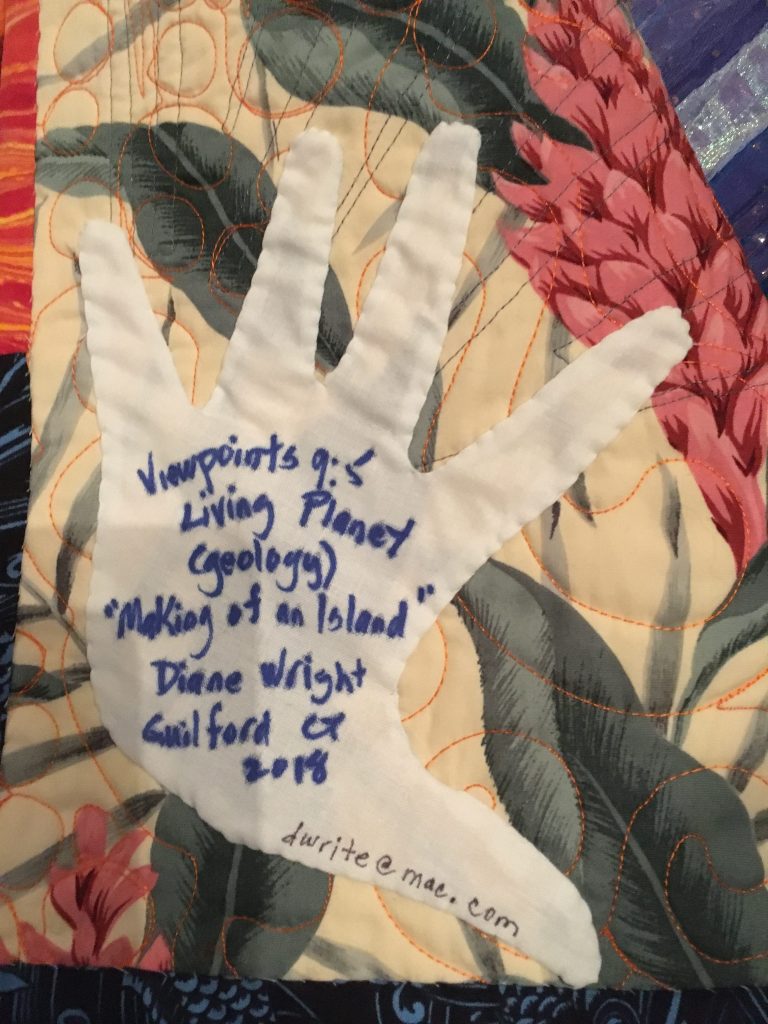 Viewpoints 9:5
Living Planet
(geology)
"Making of an Island"
Diane Wright
Guilford CT
2018
dwrite@mac.com